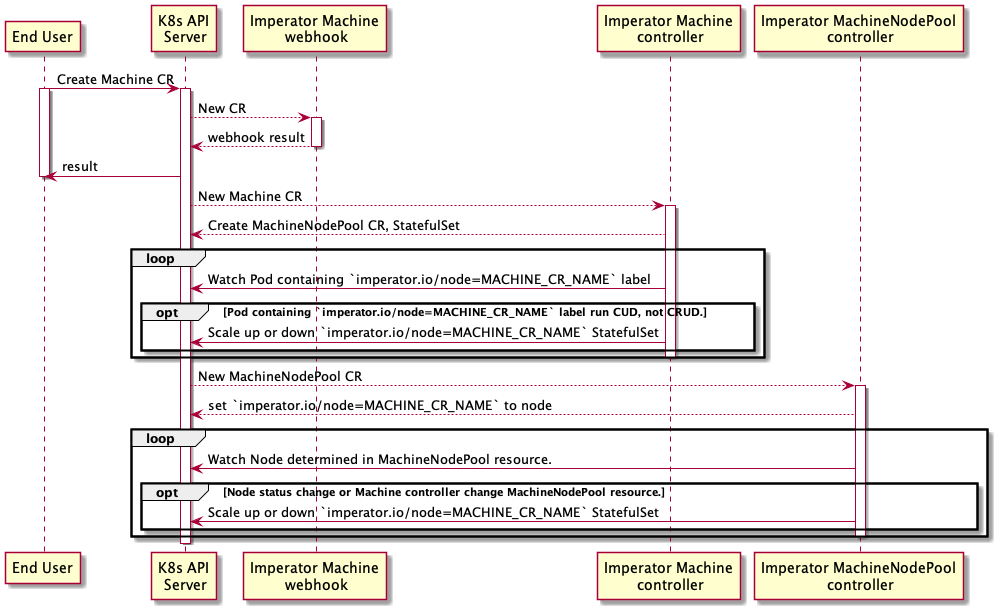 End User
K8s API
Server
Imperator Machine
webhook
Imperator Machine
controller
Imperator MachineNodePool
controller
Create Machine CR
New CR
webhook result
result
New Machine CR
Create MachineNodePool CR, StatefulSet
loop
Watch Pod containing `imperator.io/node=MACHINE_CR_NAME` label
opt
[Pod containing `imperator.io/node=MACHINE_CR_NAME` label run CUD, not CRUD.]
Scale up or down `imperator.io/node=MACHINE_CR_NAME` StatefulSet
New MachineNodePool CR
set `imperator.io/node=MACHINE_CR_NAME` to node
loop
Watch Node determined in MachineNodePool resource.
opt
[Node status change or Machine controller change MachineNodePool resource.]
Scale up or down `imperator.io/node=MACHINE_CR_NAME` StatefulSet
End User
K8s API
Server
Imperator Machine
webhook
Imperator Machine
controller
Imperator MachineNodePool
controller